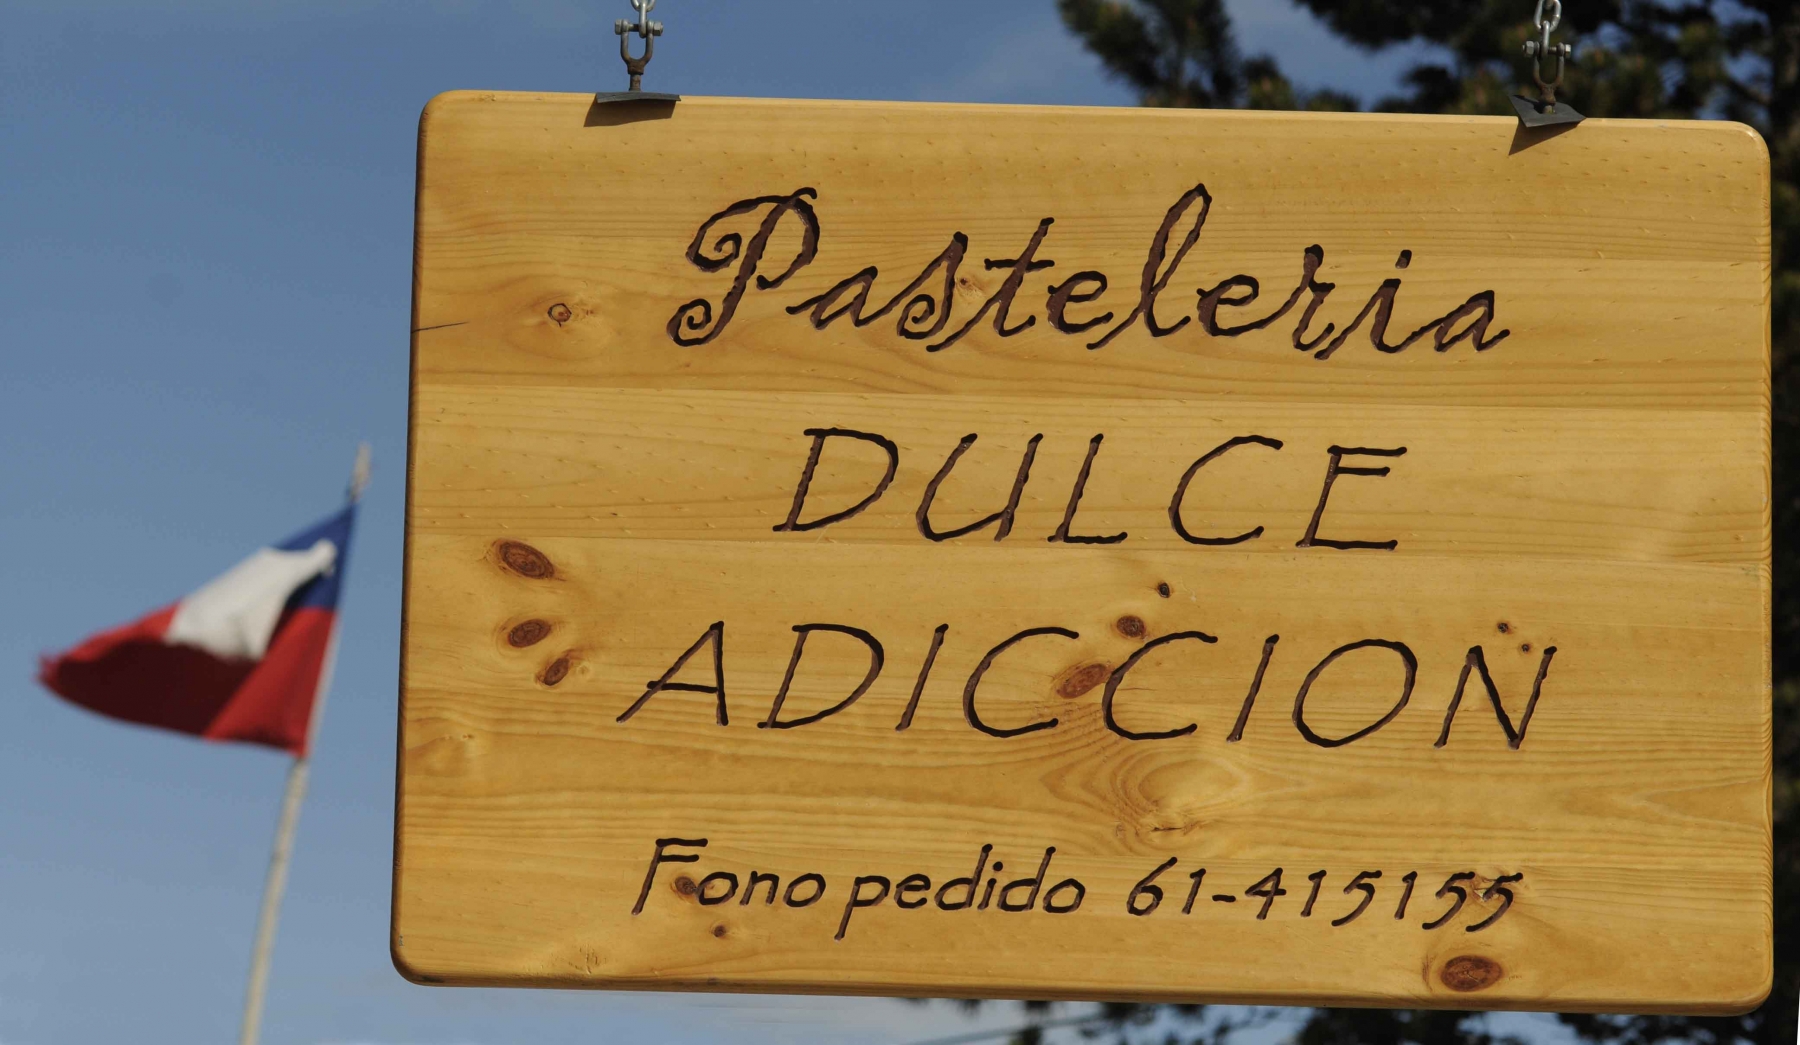 Pasteleria
DULCE
ADICCION
Fono pedido 61-415155